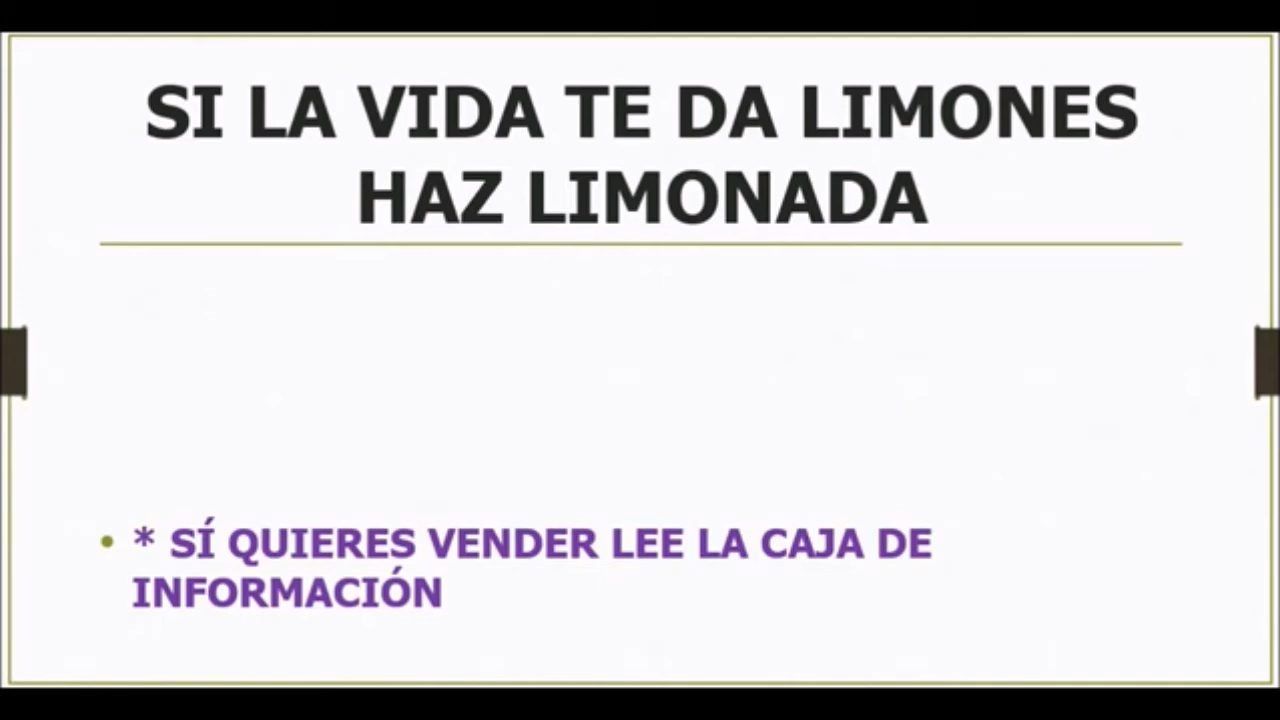 SI LA VIDA TE DA LIMONES
HAZ LIMONADA
• * SÍ QUIERES VENDER LEE LA CAJA DE
INFORMACIÓN